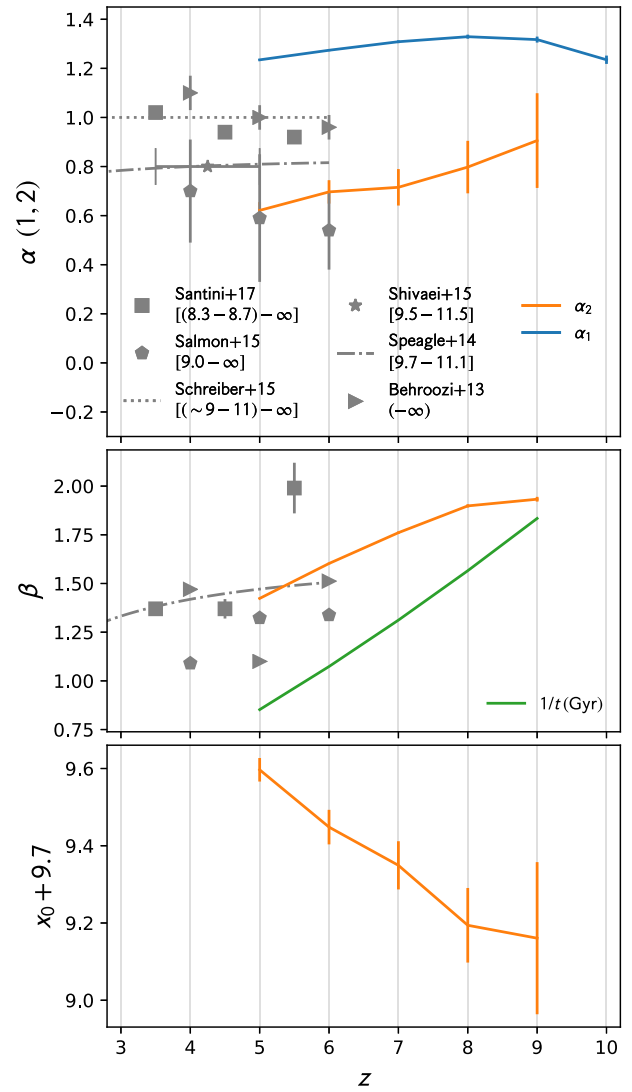 1.4
1.2
1.0
0.8
0.6
0.4
0.2
0.0
−0.2
α (1, 2)
Santini+17
[(8.3 − 8.7) − ∞]
Salmon+15
[9.0 − ∞]
Schreiber+15
[(∼ 9 − 11) − ∞]
Shivaei+15
[9.5 − 11.5]
Speagle+14
[9.7 − 11.1]
Behroozi+13
(−∞)
α₂
α₁
2.00
1.75
1.50
1.25
1.00
0.75
β
1/t (Gyr)
9.6
9.4
9.2
9.0
x₀ + 9.7
3 4 5 6 7 8 9 10
z